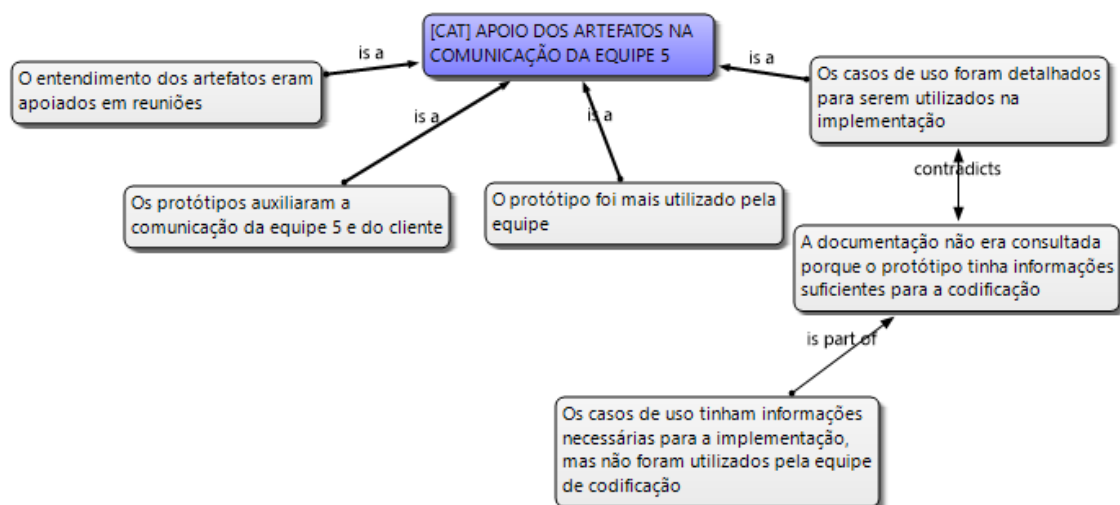 [CAT] APOIO DOS ARTEFATOS NA
COMUNICAÇÃO DA EQUIPE 5
is a
is a
O entendimento dos artefatos eram
apoiados em reuniões
Os casos de uso foram detalhados
para serem utilizados na
implementação
is a
is a
contradicts
Os protótipos auxiliaram a
comunicação da equipe 5 e do cliente
O protótipo foi mais utilizado pela
equipe
A documentação não era consultada
porque o protótipo tinha informações
suficientes para a codificação
is part of
Os casos de uso tinham informações
necessárias para a implementação,
mas não foram utilizados pela equipe
de codificação